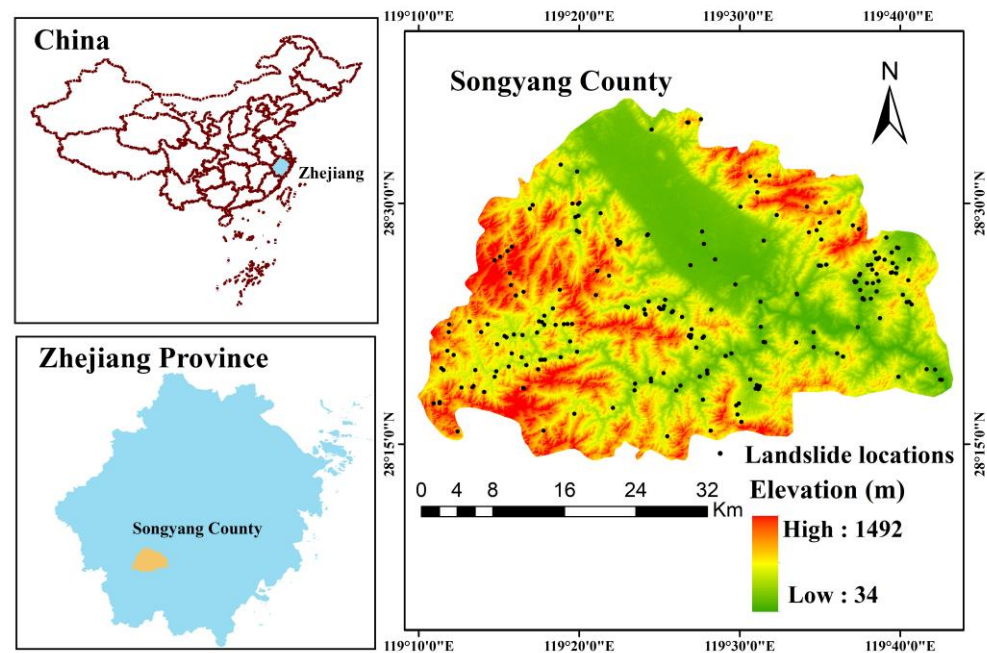 China
Zhejiang
Zhejiang Province
Songyang County
119°10'0"E
119°20'0"E
119°30'0"E
119°40'0"E
Songyang County
N
28°30'0"N
28°30'0"N
28°15'0"N
28°15'0"N
Landslide locations
0 4 8 16 24 32
Km
Elevation (m)
High : 1492
Low : 34
119°10'0"E
119°20'0"E
119°30'0"E
119°40'0"E